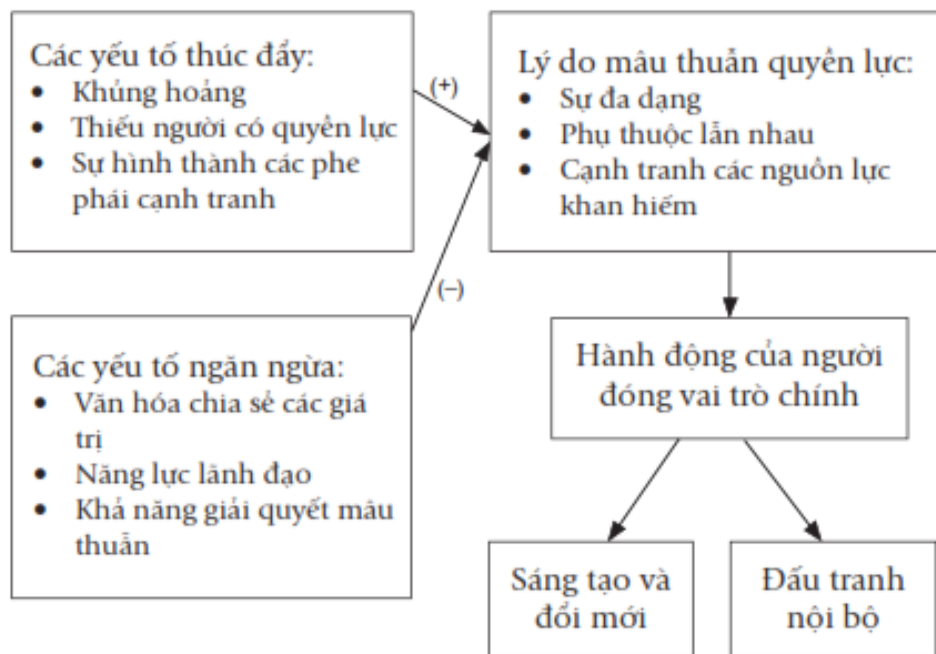 Các yếu tố thúc đẩy:
• Khủng hoảng
• Thiếu người có quyền lực
• Sự hình thành các phe
phái cạnh tranh
(+)
Lý do mâu thuẫn quyền lực:
• Sự đa dạng
• Phụ thuộc lẫn nhau
• Cạnh tranh các nguồn lực
khan hiếm
(–)
Các yếu tố ngăn ngừa:
• Văn hóa chia sẻ các giá
trị
• Năng lực lãnh đạo
• Khả năng giải quyết mâu
thuẫn
Hành động của người
đóng vai trò chính
Sáng tạo và
đổi mới
Đấu tranh
nội bộ